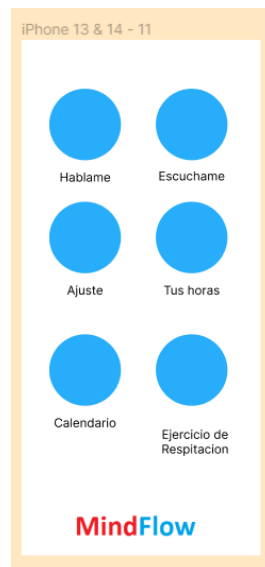 iPhone 13 & 14 - 11
Hablame
Escuchame
Ajuste
Tus horas
Calendario
Ejercicio de
Respitacion
MindFlow